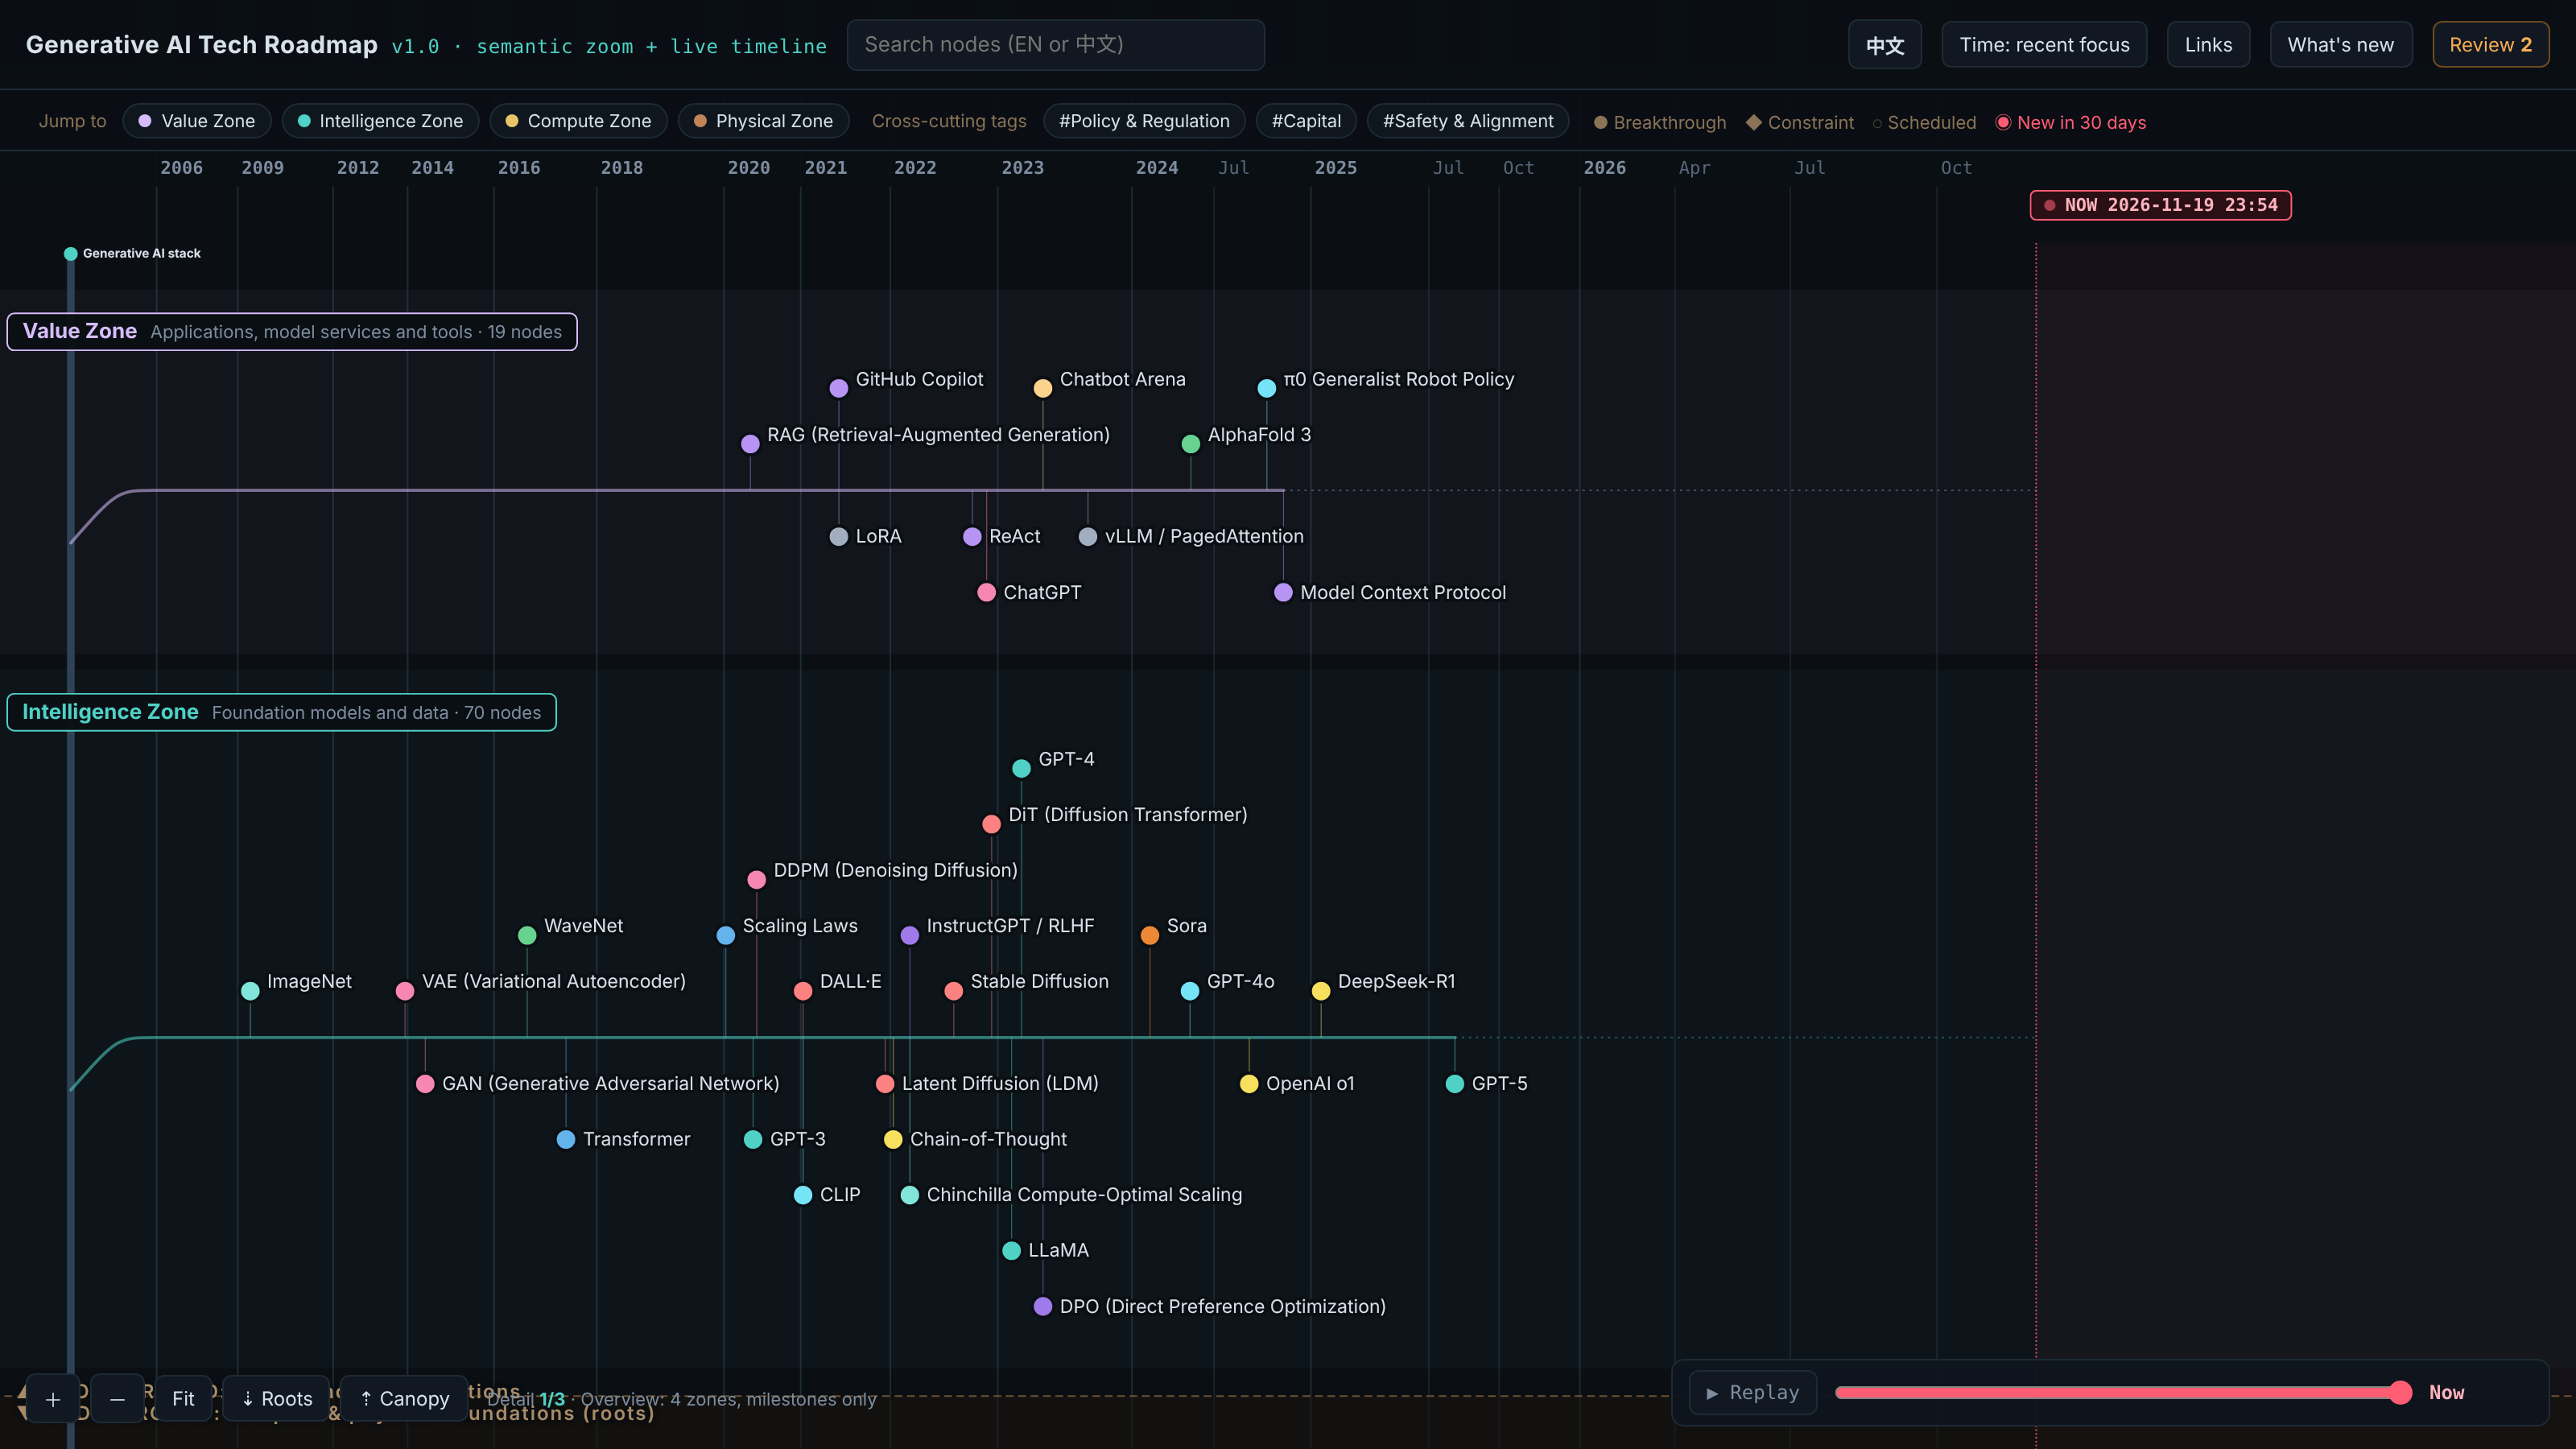 Generative AI Tech Roadmap v1.0 · semantic zoom + live timeline
Search nodes (EN or 中文)
中文
Time: recent focus
Links
What's new
Review 2
Jump to
Value Zone
Intelligence Zone
Compute Zone
Physical Zone
Cross-cutting tags
#Policy & Regulation
#Capital
#Safety & Alignment
Breakthrough
Constraint
Scheduled
New in 30 days
2006 2009 2012 2014 2016 2018 2020 2021 2022 2023 2024 Jul 2025 Jul Oct 2026 Apr Jul Oct
NOW 2026-11-19 23:54
Generative AI stack
Value Zone Applications, model services and tools · 19 nodes
GitHub Copilot
Chatbot Arena
π0 Generalist Robot Policy
RAG (Retrieval-Augmented Generation)
AlphaFold 3
LoRA
ReAct
vLLM / PagedAttention
ChatGPT
Model Context Protocol
Intelligence Zone Foundation models and data · 70 nodes
GPT-4
DiT (Diffusion Transformer)
DDPM (Denoising Diffusion)
WaveNet
Scaling Laws
InstructGPT / RLHF
Sora
ImageNet
VAE (Variational Autoencoder)
DALL·E
Stable Diffusion
GPT-4o
DeepSeek-R1
GAN (Generative Adversarial Network)
Latent Diffusion (LDM)
OpenAI o1
GPT-5
Transformer
GPT-3
Chain-of-Thought
CLIP
Chinchilla Compute-Optimal Scaling
LLaMA
DPO (Direct Preference Optimization)
+
−
Fit
⇣ Roots
⇡ Canopy
Detail 1/3 · Overview: 4 zones, milestones only
(roots)
▶ Replay
Now